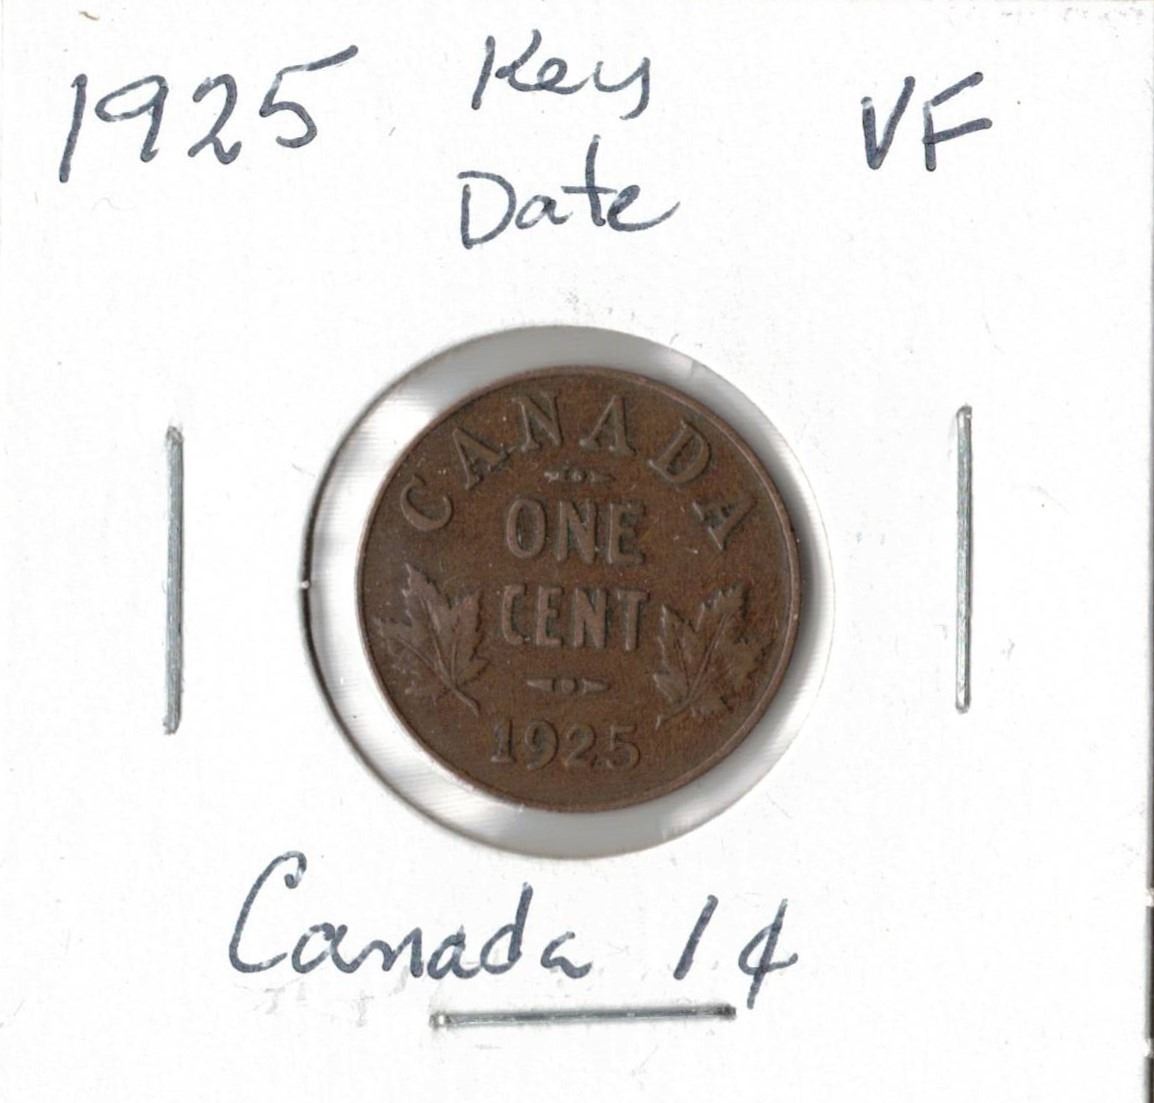 1925 Key VF
Date
CANADA
ONE
CENT
1925
Canada 1¢